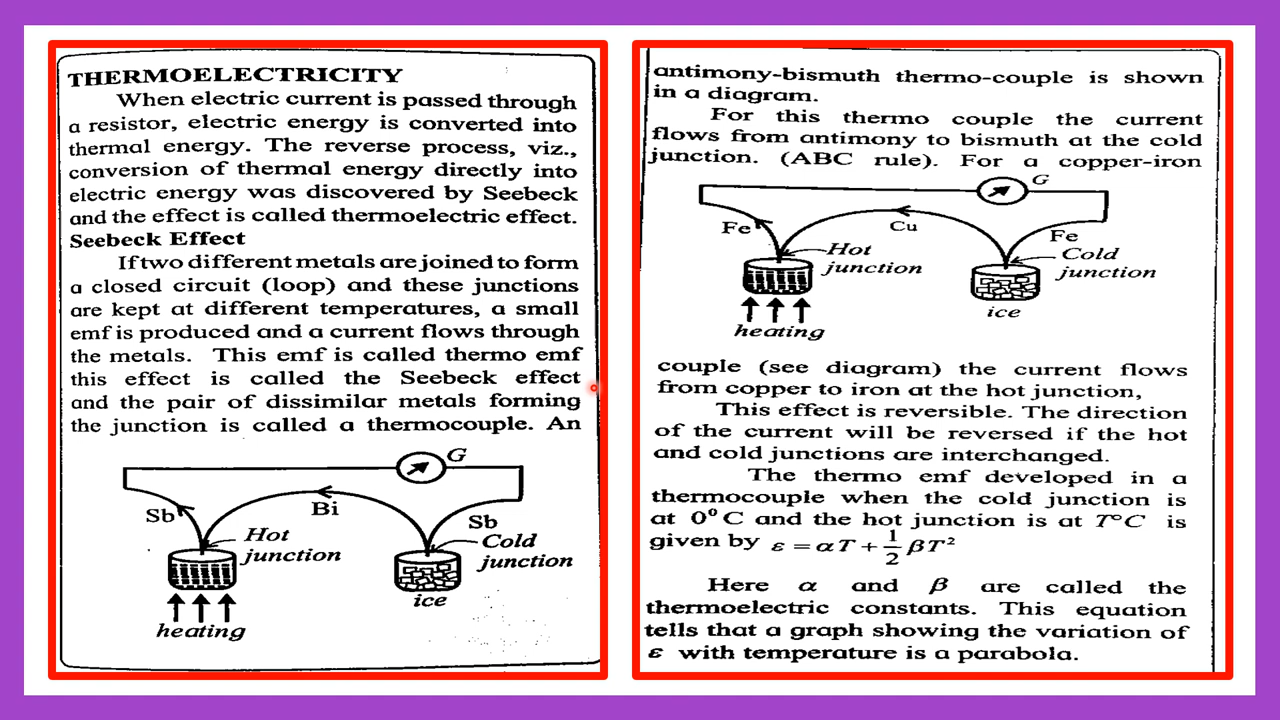 THERMOELECTRICITY
When electric current is passed through
a resistor, electric energy is converted into
thermal energy. The reverse process, viz.,
conversion of thermal energy directly into
electric energy was discovered by Seebeck
and the effect is called thermoelectric effect.
Seebeck Effect
If two different metals are joined to form
a closed circuit (loop) and these junctions
are kept at different temperatures, a small
emf is produced and a current flows through
the metals. This emf is called thermo emf
this effect is called the Seebeck effect
and the pair of dissimilar metals forming
the junction is called a thermocouple. An
G
Sb
Bi
Sb
Hot
junction
Cold
junction
ice
heating
antimony-bismuth thermo-couple is shown
in a diagram.
For this thermo couple the current
flows from antimony to bismuth at the cold
junction. (ABC rule). For a copper-iron
G
Fe
Cu
Fe
Hot
junction
Cold
junction
ice
heating
couple (see diagram) the current flows
from copper to iron at the hot junction,
This effect is reversible. The direction
of the current will be reversed if the hot
and cold junctions are interchanged.
The thermo emf developed in a
thermocouple when the cold junction is
at 0⁰ C and the hot junction is at T°C is
given by ε = αT + 1/2 βT²
Here α and β are called the
thermoelectric constants. This equation
tells that a graph showing the variation of
ε with temperature is a parabola.